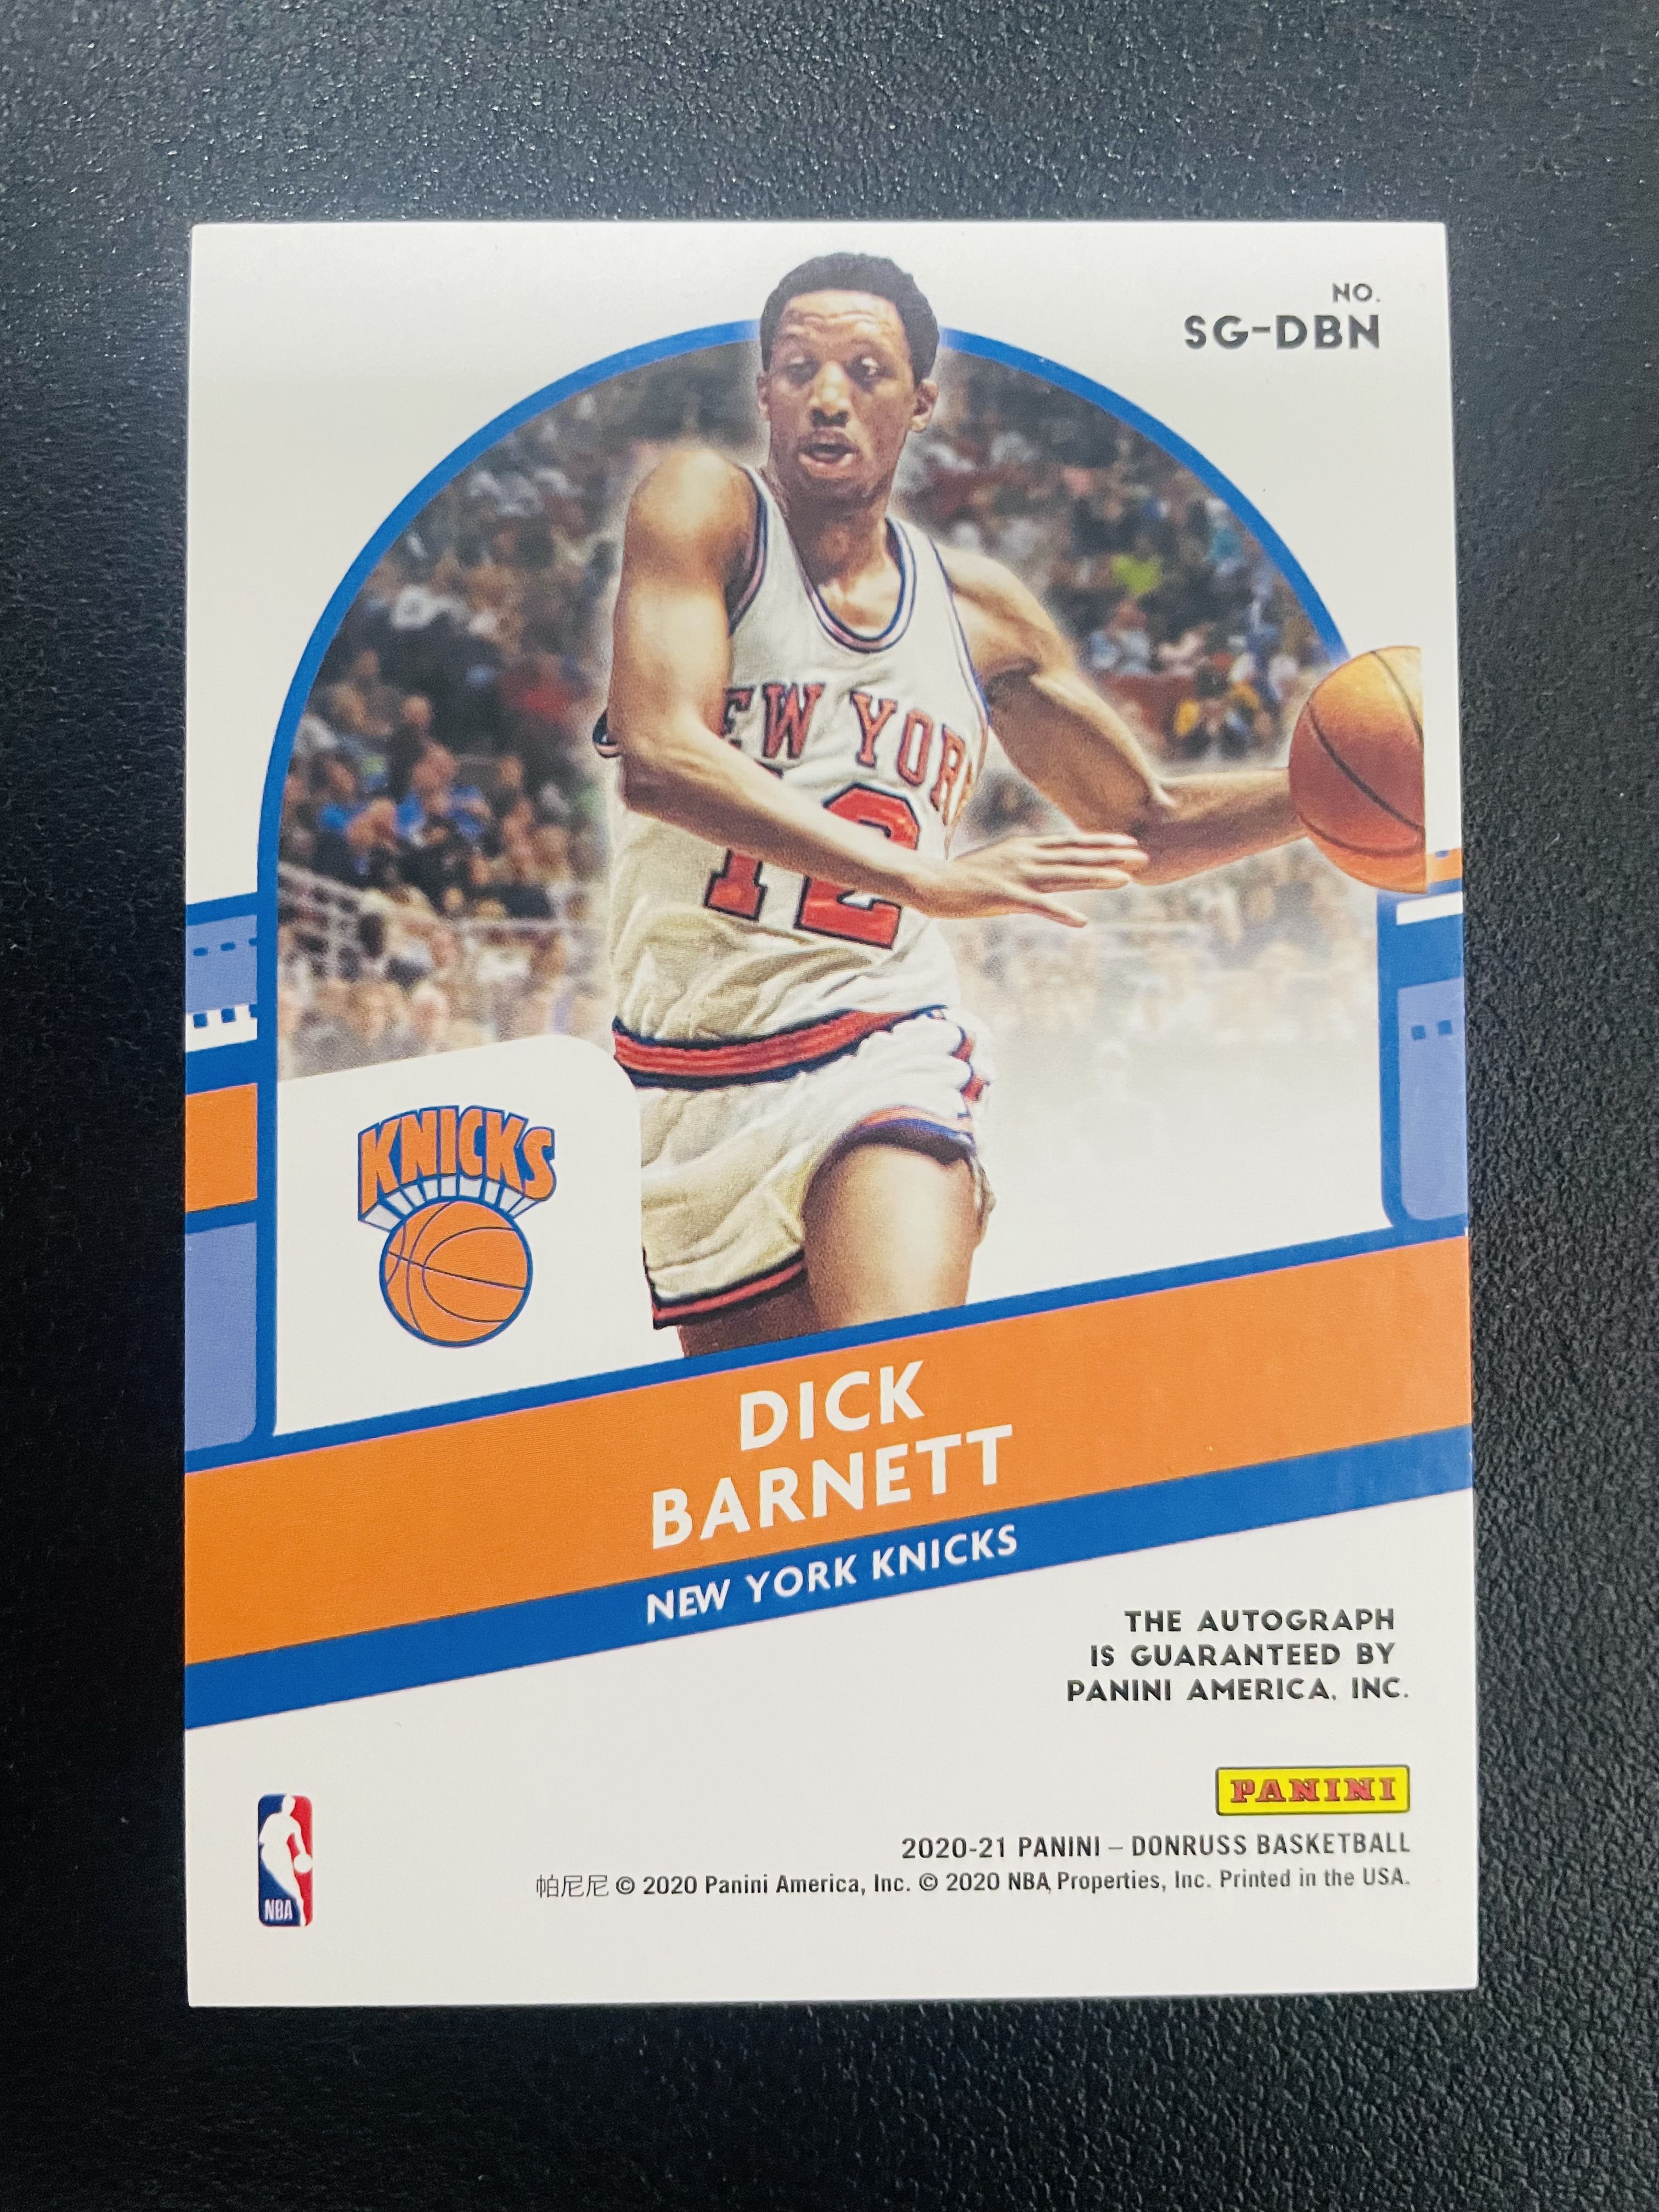 NO.
SG-DBN
EW YOR
12
KNICKS
DICK
BARNETT
NEW YORK KNICKS
THE AUTOGRAPH
IS GUARANTEED BY
PANINI AMERICA, INC.
PANINI
2020-21 PANINI – DONRUSS BASKETBALL
帕尼尼 © 2020 Panini America, Inc. © 2020 NBA Properties, Inc. Printed in the USA.
NBA